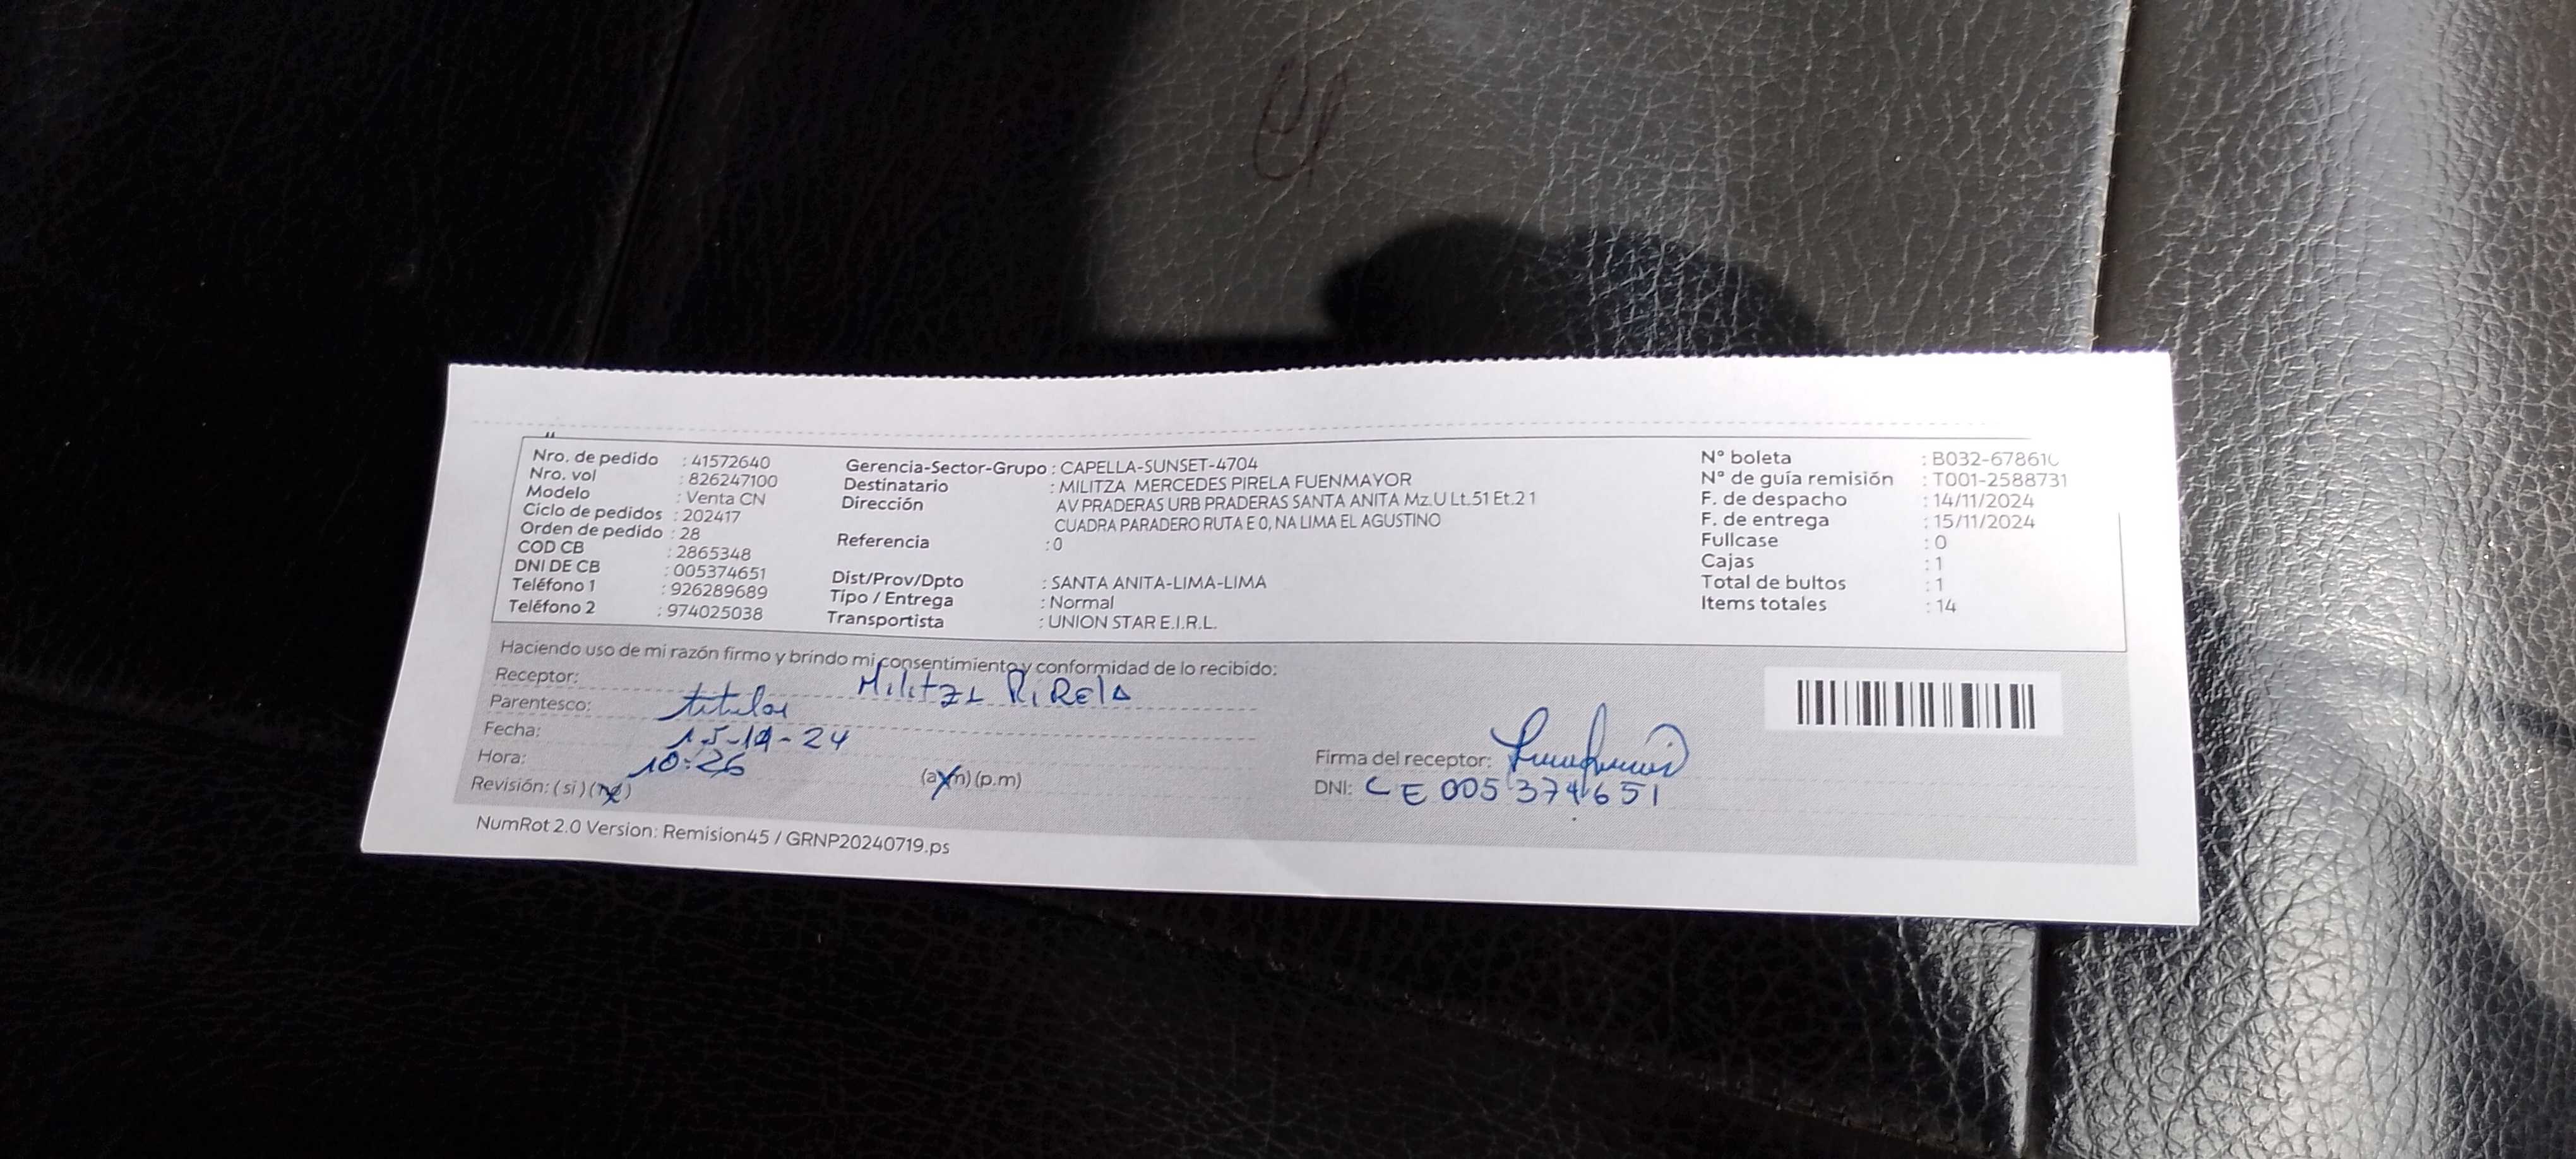 Nro. de pedido : 41572640
Nro. vol : 826247100
Modelo : Venta CN
Ciclo de pedidos : 202417
Orden de pedido : 28
COD CB : 2865348
DNI DE CB : 005374651
Teléfono 1 : 926289689
Teléfono 2 : 974025038
Gerencia-Sector-Grupo : CAPELLA-SUNSET-4704
Destinatario : MILITZA MERCEDES PIRELA FUENMAYOR
Dirección AV PRADERAS URB PRADERAS SANTA ANITA Mz.U Lt.51 Et.2 1
CUADRA PARADERO RUTA E 0, NA LIMA EL AGUSTINO
Referencia : 0
Dist/Prov/Dpto : SANTA ANITA-LIMA-LIMA
Tipo / Entrega : Normal
Transportista : UNION STAR E.I.R.L.
N° boleta : B032-678610
N° de guía remisión : T001-2588731
F. de despacho : 14/11/2024
F. de entrega : 15/11/2024
Fullcase : 0
Cajas : 1
Total de bultos : 1
Items totales : 14
Haciendo uso de mi razón firmo y brindo mi consentimiento y conformidad de lo recibido:
Receptor: Militza Pirela
Parentesco: titular
Fecha: 15-11-24
Hora: 10:26 (a.m) (p.m)
Revisión: (si) (no)
Firma del receptor:
DNI: CE 005374651
NumRot 2.0 Version: Remision45 / GRNP20240719.ps